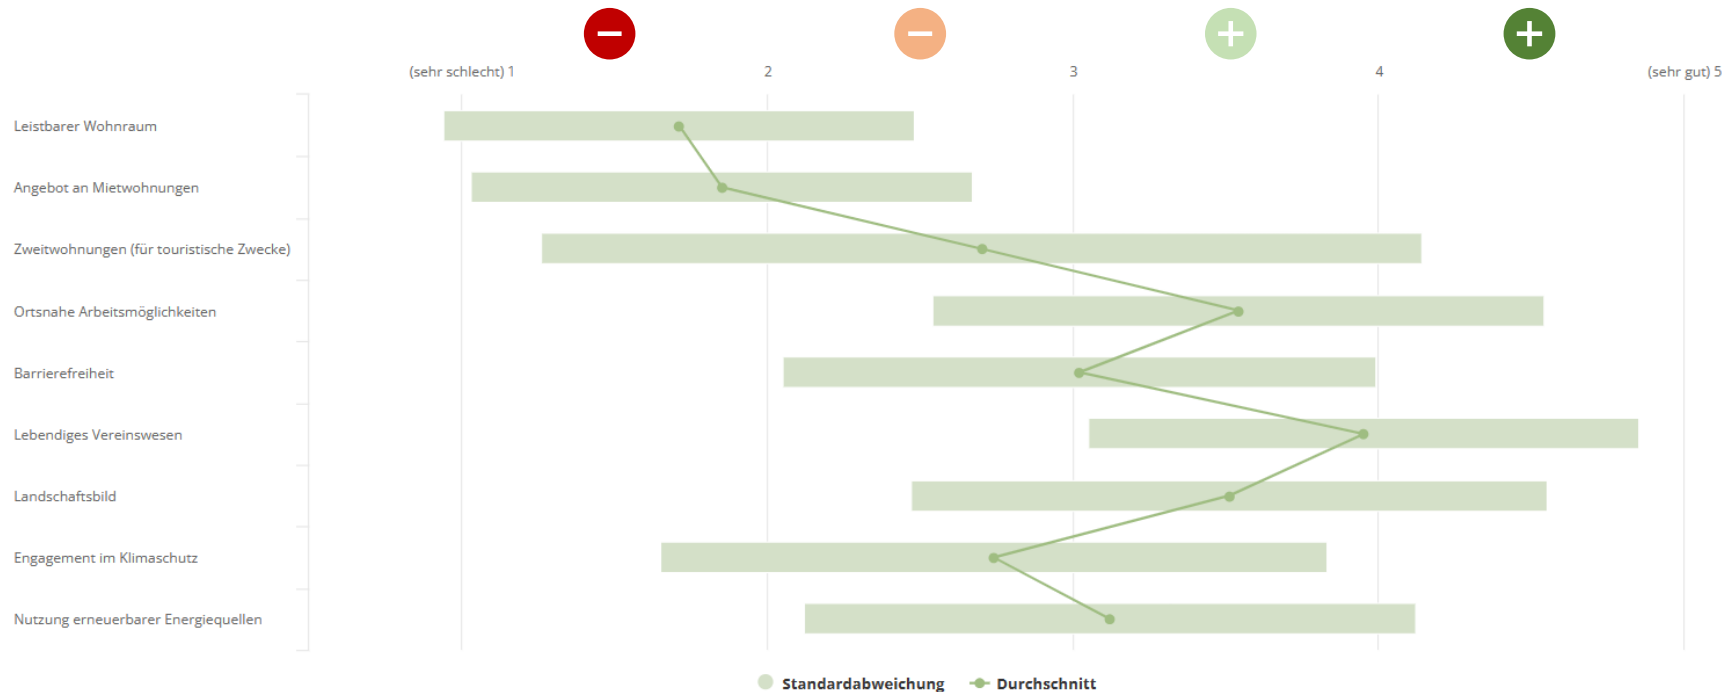 (sehr schlecht) 1 2 3 4 (sehr gut) 5
Leistbarer Wohnraum
Angebot an Mietwohnungen
Zweitwohnungen (für touristische Zwecke)
Ortsnahe Arbeitsmöglichkeiten
Barrierefreiheit
Lebendiges Vereinswesen
Landschaftsbild
Engagement im Klimaschutz
Nutzung erneuerbarer Energiequellen
Standardabweichung Durchschnitt